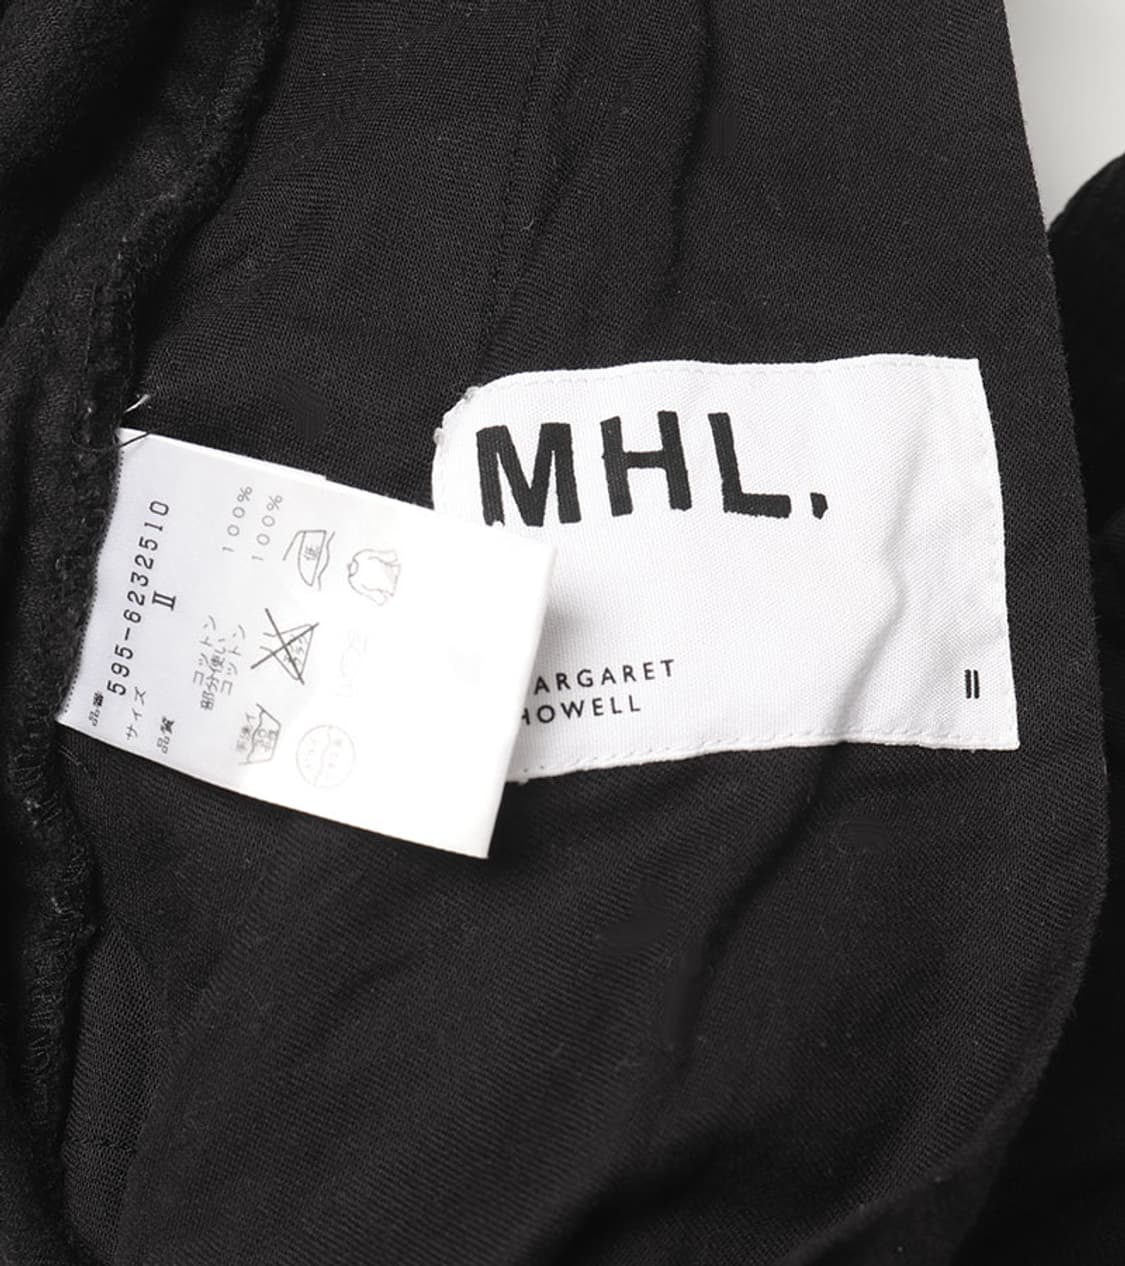 MHL.
ARGARET
HOWELL
II
品番 595-6232510
サイズ II
品質
コットン 100%
部分使い
コットン 100%
低